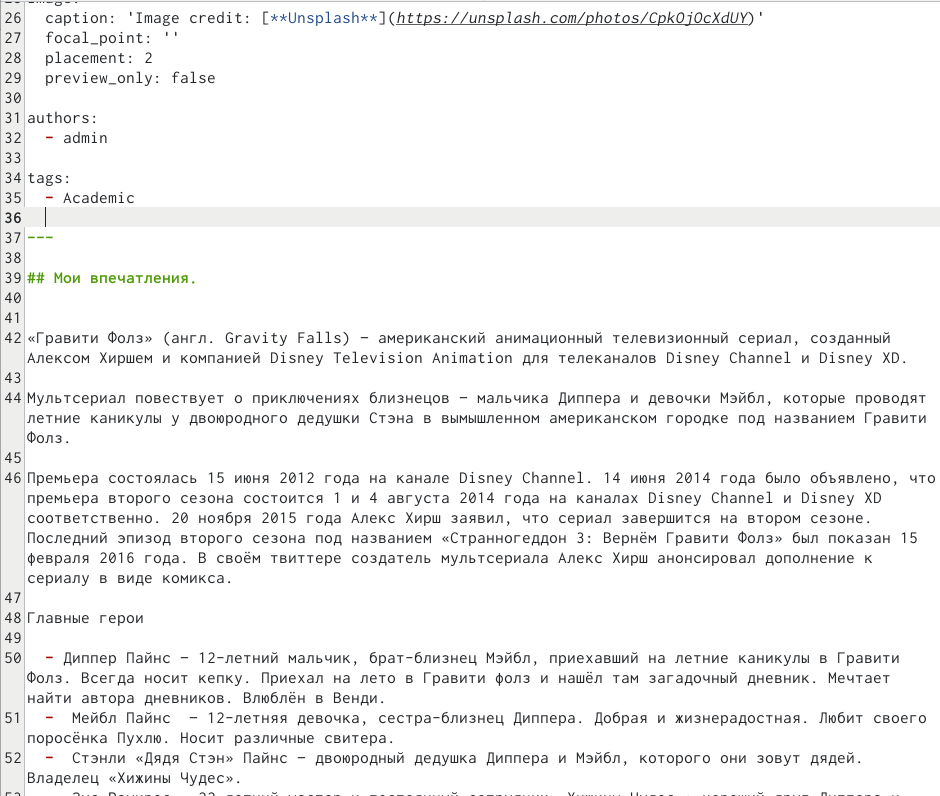 26 caption: 'Image credit: [**Unsplash**](https://unsplash.com/photos/CpkOjOcXdUY)'
27 focal_point: ''
28 placement: 2
29 preview_only: false
30
31 authors:
32 - admin
33
34 tags:
35 - Academic
36
37 ---
38
39 ## Мои впечатления.
40
41
42 «Гравити Фолз» (англ. Gravity Falls) — американский анимационный телевизионный сериал, созданный
Алексом Хиршем и компанией Disney Television Animation для телеканалов Disney Channel и Disney XD.
43
44 Мультсериал повествует о приключениях близнецов — мальчика Диппера и девочки Мэйбл, которые проводят
летние каникулы у двоюродного дедушки Стэна в вымышленном американском городке под названием Гравити
Фолз.
45
46 Премьера состоялась 15 июня 2012 года на канале Disney Channel. 14 июня 2014 года было объявлено, что
премьера второго сезона состоится 1 и 4 августа 2014 года на каналах Disney Channel и Disney XD
соответственно. 20 ноября 2015 года Алекс Хирш заявил, что сериал завершится на втором сезоне.
Последний эпизод второго сезона под названием «Странногеддон 3: Вернём Гравити Фолз» был показан 15
февраля 2016 года. В своём твиттере создатель мультсериала Алекс Хирш анонсировал дополнение к
сериалу в виде комикса.
47
48 Главные герои
49
50 - Диппер Пайнс — 12-летний мальчик, брат-близнец Мэйбл, приехавший на летние каникулы в Гравити
Фолз. Всегда носит кепку. Приехал на лето в Гравити фолз и нашёл там загадочный дневник. Мечтает
найти автора дневников. Влюблён в Венди.
51 - Мейбл Пайнс — 12-летняя девочка, сестра-близнец Диппера. Добрая и жизнерадостная. Любит своего
поросёнка Пухлю. Носит различные свитера.
52 - Стэнли «Дядя Стэн» Пайнс — двоюродный дедушка Диппера и Мэйбл, которого они зовут дядей.
Владелец «Хижины Чудес».